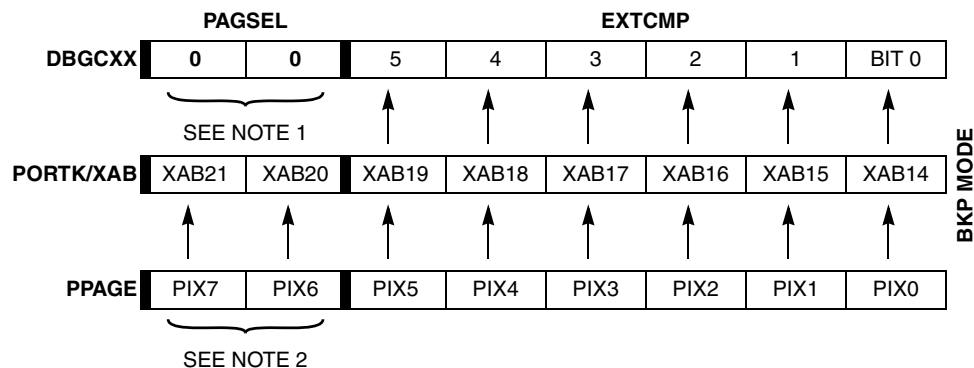 PAGSEL EXTCMP
DBGCXX 0 0 5 4 3 2 1 BIT 0
SEE NOTE 1
PORTK/XAB XAB21 XAB20 XAB19 XAB18 XAB17 XAB16 XAB15 XAB14
BKP MODE
PPAGE PIX7 PIX6 PIX5 PIX4 PIX3 PIX2 PIX1 PIX0
SEE NOTE 2